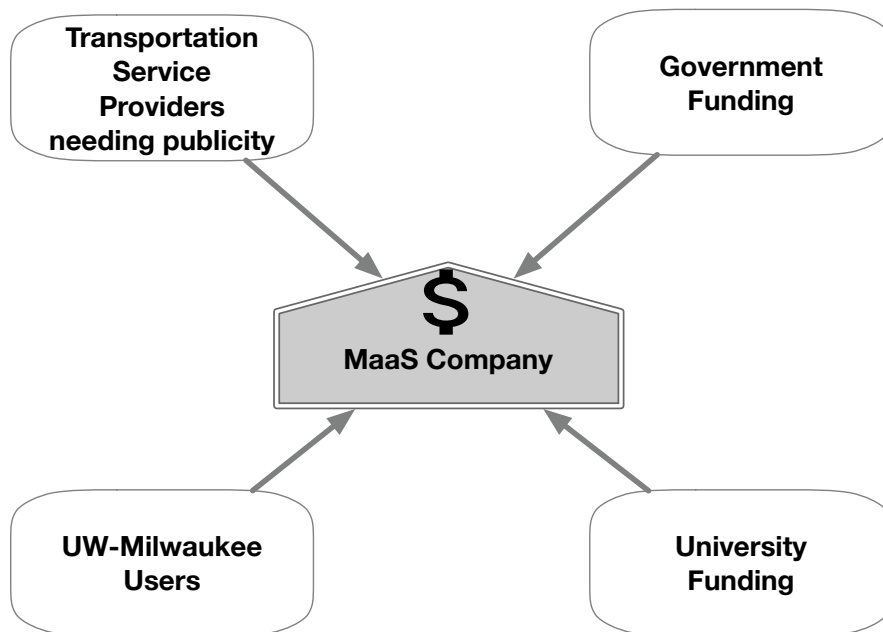 Transportation
Service
Providers
needing publicity
Government
Funding
$
MaaS Company
UW-Milwaukee
Users
University
Funding